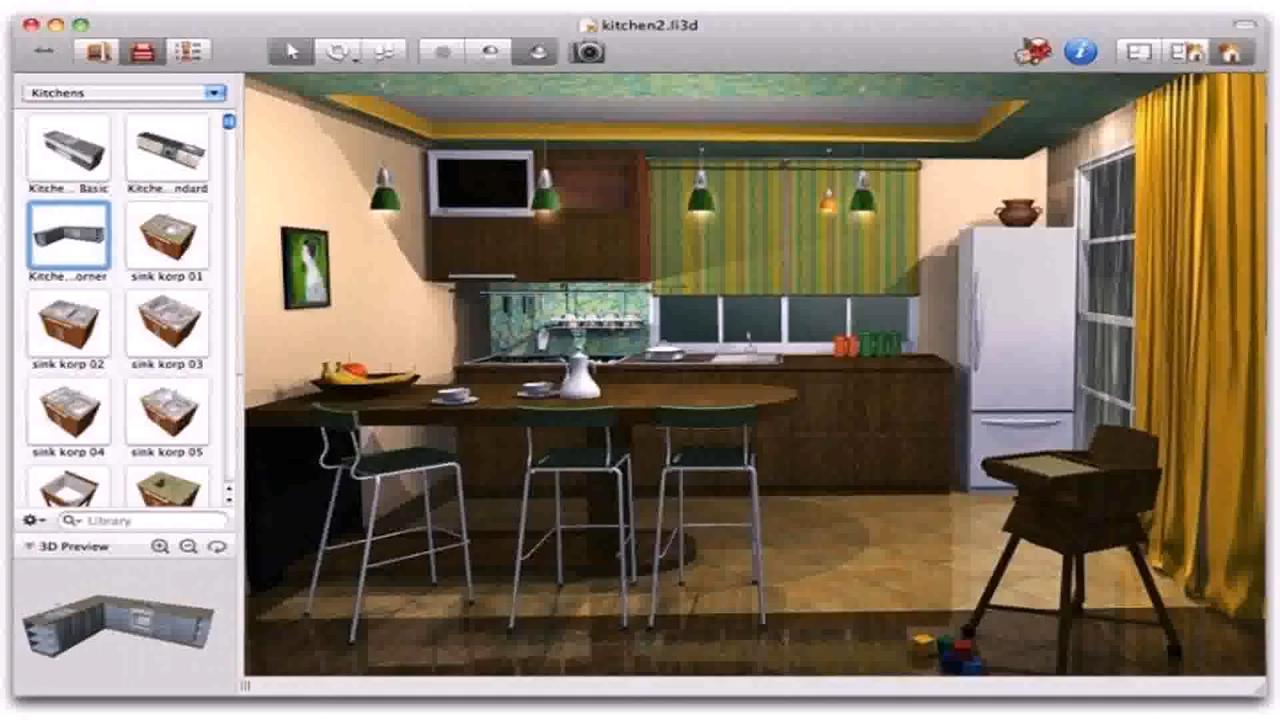 kitchen2.li3d
Kitchens
Kitche... Basic
Kitche...ndard
Kitche...orner
sink korp 01
sink korp 02
sink korp 03
sink korp 04
sink korp 05
Library
3D Preview